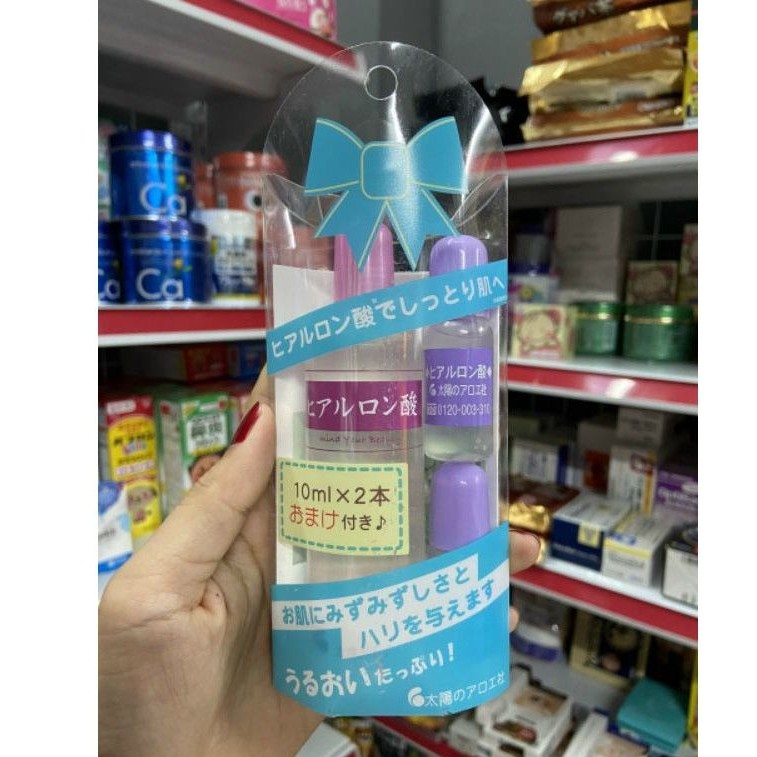 ヒアルロン酸でしっとり肌へ
ヒアルロン酸
太陽のアロエ社
0120-003-310
ヒアルロン酸
mind Your Beauty
10ml×2本
おまけ付き♪
お肌にみずみずしさと
ハリを与えます
うるおいたっぷり!
太陽のアロエ社
Ca
Ca